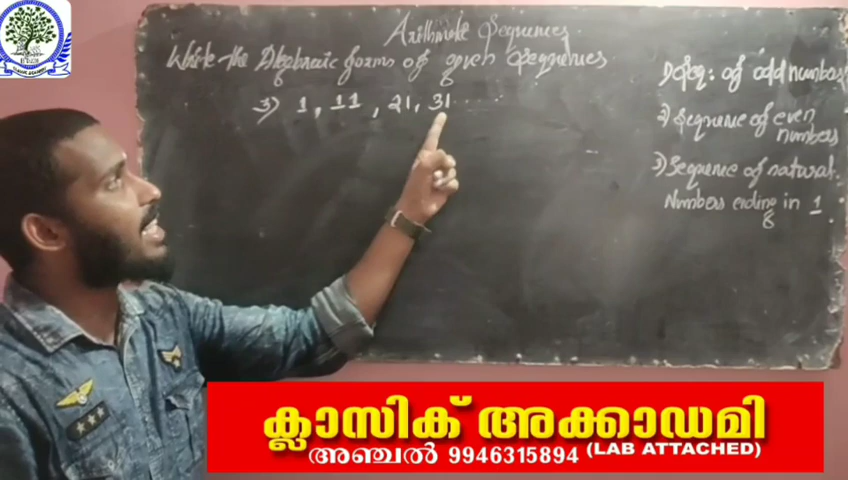 Arithmetic Sequences
Write the Algebraic forms of given Sequences
3) 1, 11, 21, 31 ....
1) Seq: of odd numbers
2) Sequence of even
numbers
3) Sequence of natural
Numbers ending in 1.
ക്ലാസിക് അക്കാഡമി
അഞ്ചൽ 9946315894 (LAB ATTACHED)